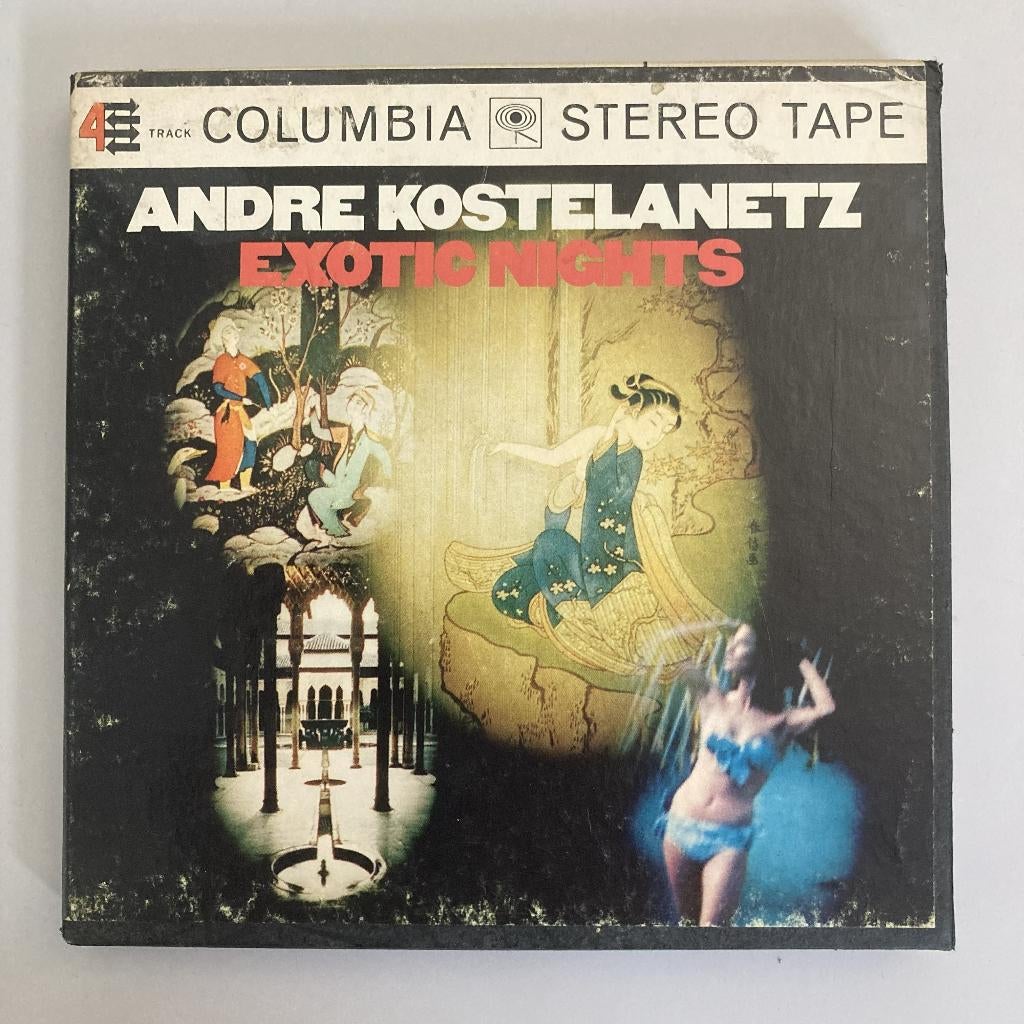 4 TRACK COLUMBIA STEREO TAPE
ANDRE KOSTELANETZ
EXOTIC NIGHTS